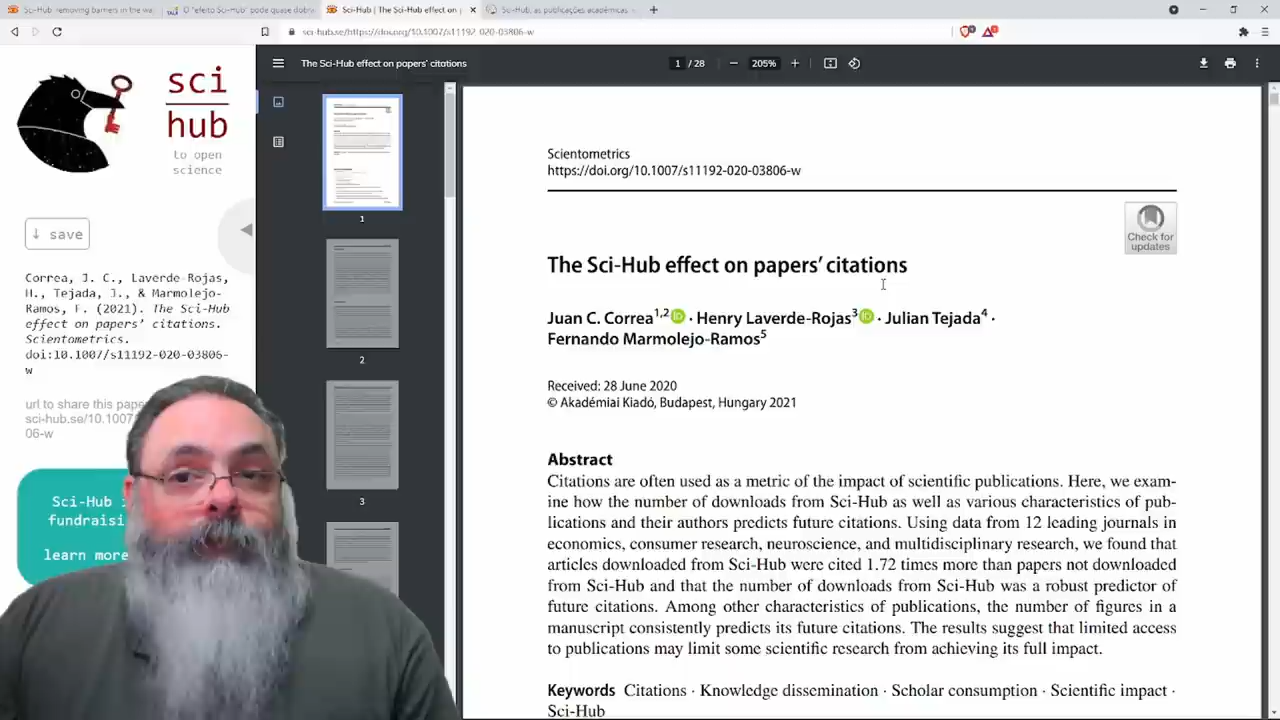 Sci-Hub: removing barriers in the wa
O "efeito Sci-Hub" pode quase dobr
Sci-Hub | The Sci-Hub effect on p
Sci-Hub, as publicações acadêmicas
sci-hub.se/https://doi.org/10.1007/s11192-020-03806-w
The Sci-Hub effect on papers' citations
1 / 28
205%
sci
hub
to open
science
↓ save
Correa, J. C., Laverde-Rojas,
H., Tejada, J., & Marmolejo-
Ramos, F. (2021). The Sci-Hub
effect on papers' citations.
Scientometrics.
doi:10.1007/s11192-020-03806-
w
url to share this pape
sci-hub.se/10.1007
06-w
Sci-Hub i
fundraisi
learn more
1
2
3
Scientometrics
https://doi.org/10.1007/s11192-020-03806-w
Check for
updates
The Sci-Hub effect on papers' citations
Juan C. Correa1,2 iD · Henry Laverde-Rojas3 iD · Julian Tejada4 ·
Fernando Marmolejo-Ramos5
Received: 28 June 2020
© Akadémiai Kiadó, Budapest, Hungary 2021
Abstract
Citations are often used as a metric of the impact of scientific publications. Here, we exam-
ine how the number of downloads from Sci-Hub as well as various characteristics of pub-
lications and their authors predicts future citations. Using data from 12 leading journals in
economics, consumer research, neuroscience, and multidisciplinary research, we found that
articles downloaded from Sci-Hub were cited 1.72 times more than papers not downloaded
from Sci-Hub and that the number of downloads from Sci-Hub was a robust predictor of
future citations. Among other characteristics of publications, the number of figures in a
manuscript consistently predicts its future citations. The results suggest that limited access
to publications may limit some scientific research from achieving its full impact.
Keywords Citations · Knowledge dissemination · Scholar consumption · Scientific impact ·
Sci-Hub